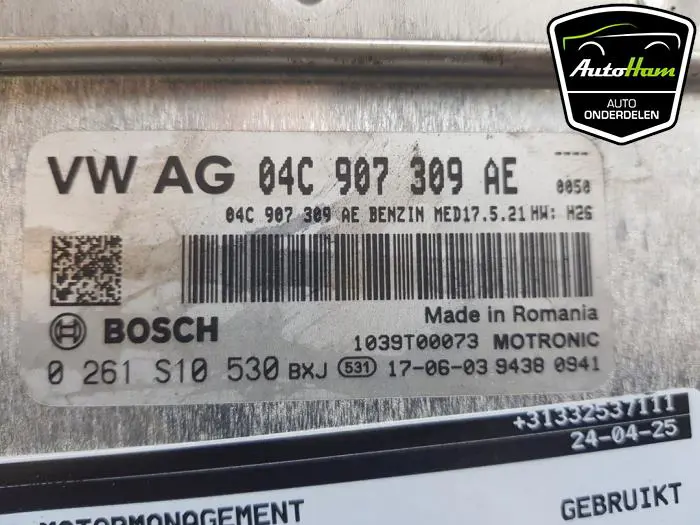 AutoHam
AUTO
ONDERDELEN
VW AG 04C 907 309 AE
----
0050
04C 907 309 AE BENZIN MED17.5.21 HW: H26
Made in Romania
BOSCH
1039T00073 MOTRONIC
0 261 S10 530 BXJ 531 17-06-03 9438 0941
+31332537111
24-04-25
MOTORMANAGEMENT
GEBRUIKT